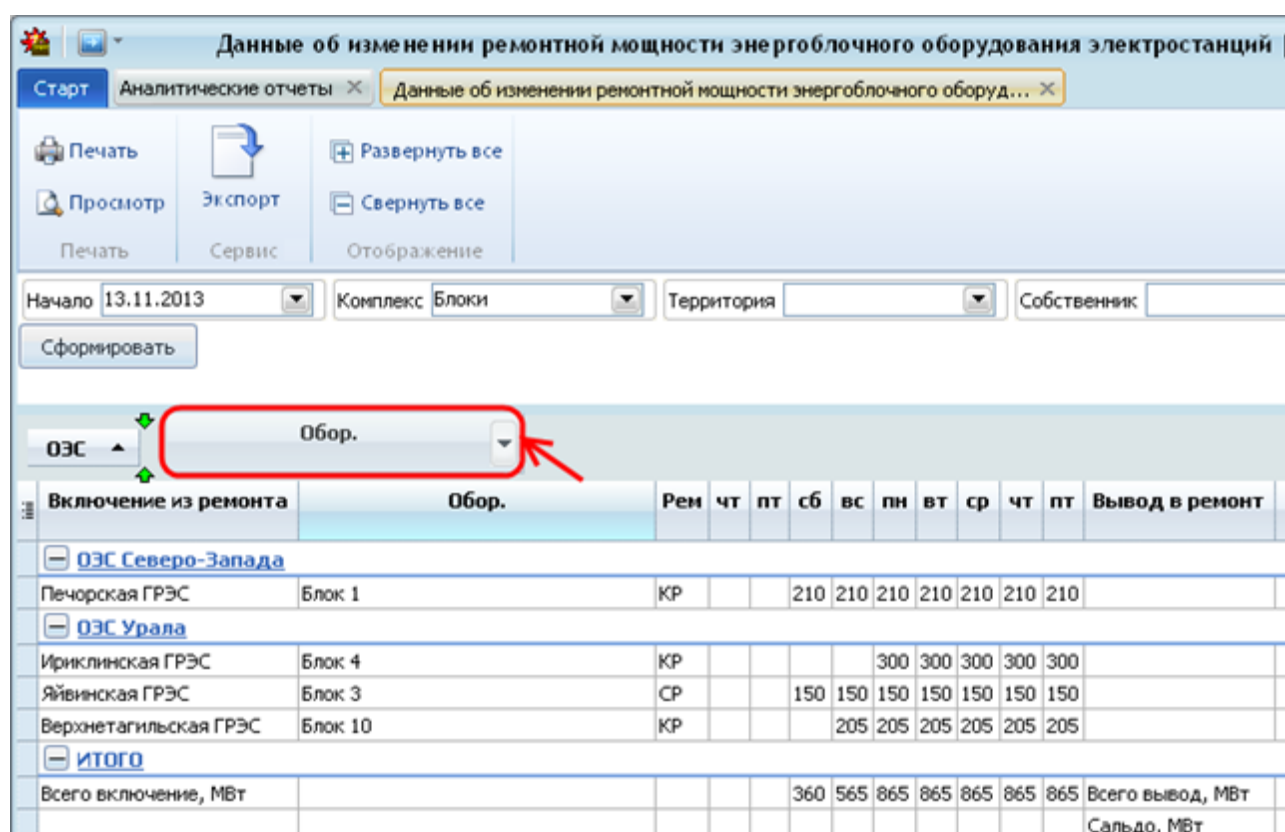 Данные об изменении ремонтной мощности энергоблочного оборудования электростанций
Старт Аналитические отчеты Данные об изменении ремонтной мощности энергоблочного оборуд...
Печать Развернуть все
Просмотр Экспорт Свернуть все
Печать Сервис Отображение
Начало 13.11.2013 Комплекс Блоки Территория Собственник
Сформировать
ОЭС Обор.
Включение из ремонта Обор. Рем чт пт сб вс пн вт ср чт пт Вывод в ремонт
ОЭС Северо-Запада
Печорская ГРЭС Блок 1 КР 210 210 210 210 210 210 210
ОЭС Урала
Ириклинская ГРЭС Блок 4 КР 300 300 300 300 300
Яйвинская ГРЭС Блок 3 СР 150 150 150 150 150 150 150
Верхнетагильская ГРЭС Блок 10 КР 205 205 205 205 205 205
ИТОГО
Всего включение, МВт 360 565 865 865 865 865 865 Всего вывод, МВт
Сальдо, МВт